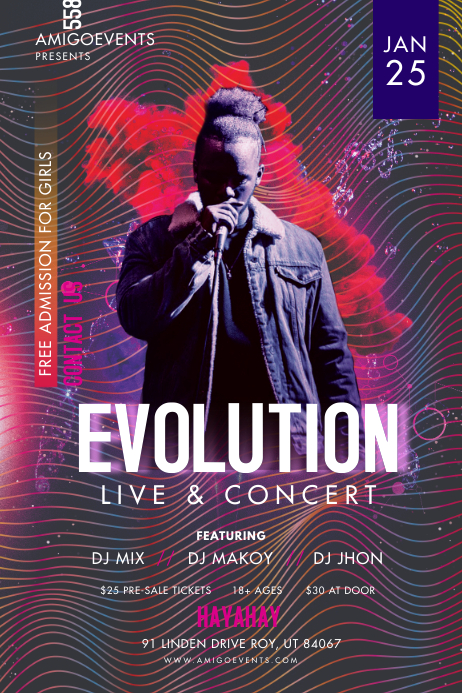 558
AMIGOEVENTS
PRESENTS
JAN
25
FREE ADMISSION FOR GIRLS
CONTACT US
EVOLUTION
LIVE & CONCERT
FEATURING
DJ MIX // DJ MAKOY // DJ JHON
$25 PRE-SALE TICKETS 18+ AGES $30 AT DOOR
HAYAHAY
91 LINDEN DRIVE ROY, UT 84067
WWW.AMIGOEVENTS.COM